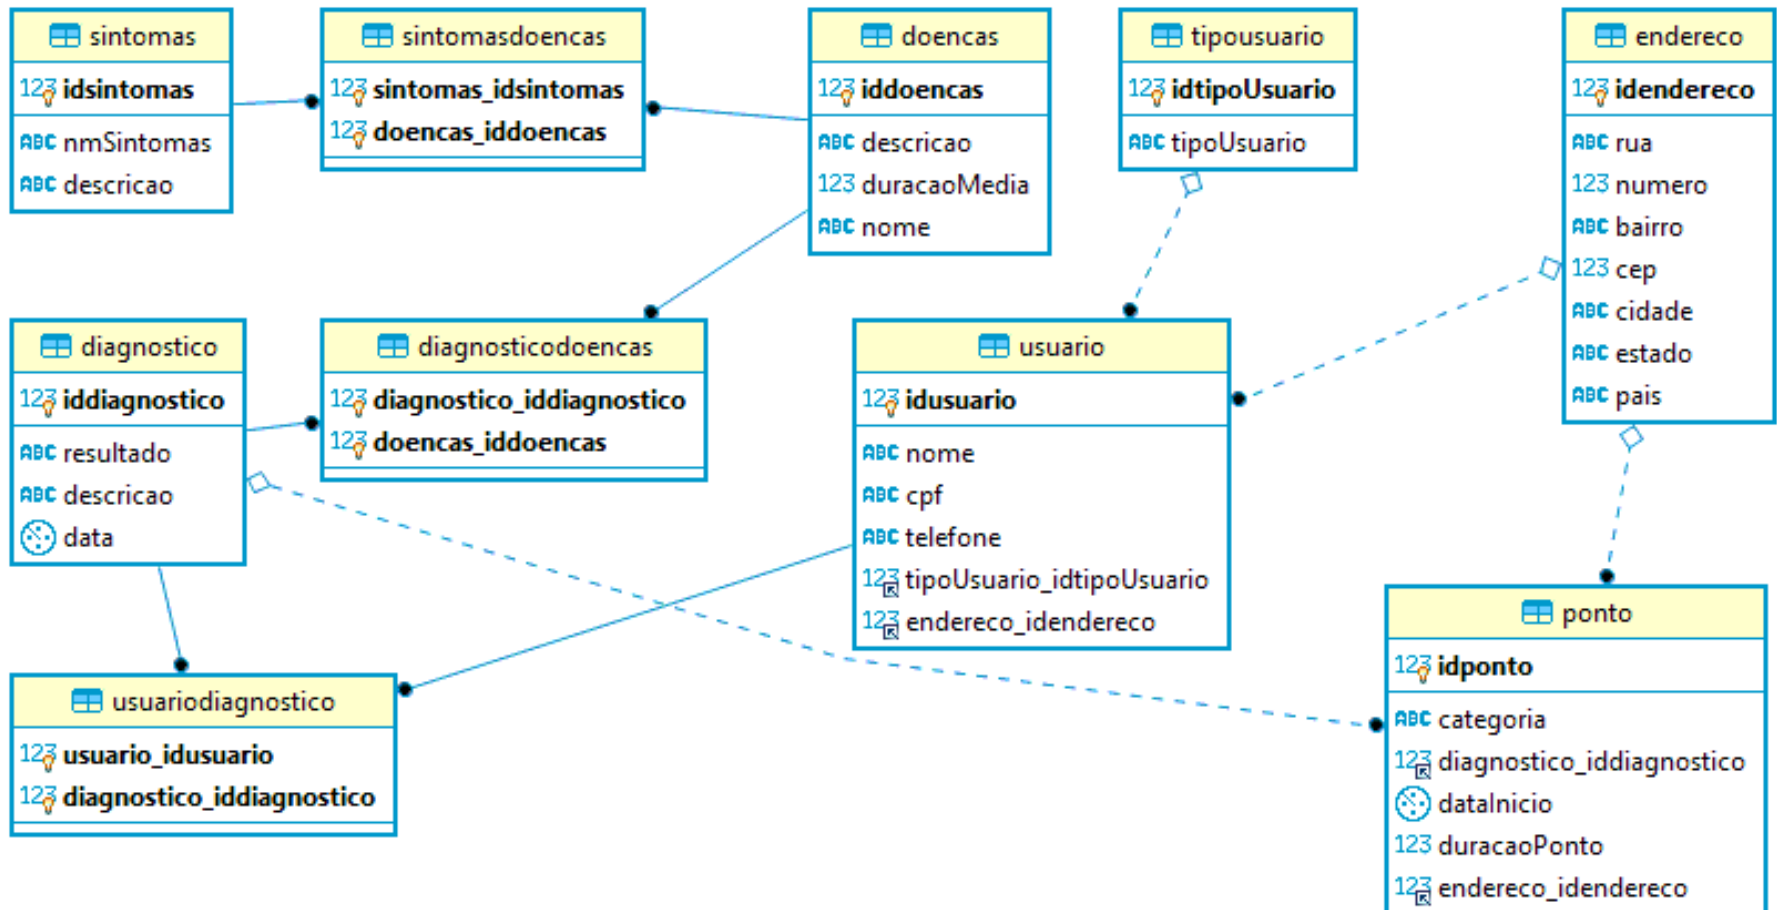 sintomas
123 idsintomas
ABC nmSintomas
ABC descricao
sintomasdoencas
123 sintomas_idsintomas
123 doencas_iddoencas
doencas
123 iddoencas
ABC descricao
123 duracaoMedia
ABC nome
tipousuario
123 idtipoUsuario
ABC tipoUsuario
endereco
123 idendereco
ABC rua
123 numero
ABC bairro
123 cep
ABC cidade
ABC estado
ABC pais
diagnostico
123 iddiagnostico
ABC resultado
ABC descricao
data
diagnosticodoencas
123 diagnostico_iddiagnostico
123 doencas_iddoencas
usuario
123 idusuario
ABC nome
ABC cpf
ABC telefone
123 tipoUsuario_idtipoUsuario
123 endereco_idendereco
usuariodiagnostico
123 usuario_idusuario
123 diagnostico_iddiagnostico
ponto
123 idponto
ABC categoria
123 diagnostico_iddiagnostico
dataInicio
123 duracaoPonto
123 endereco_idendereco